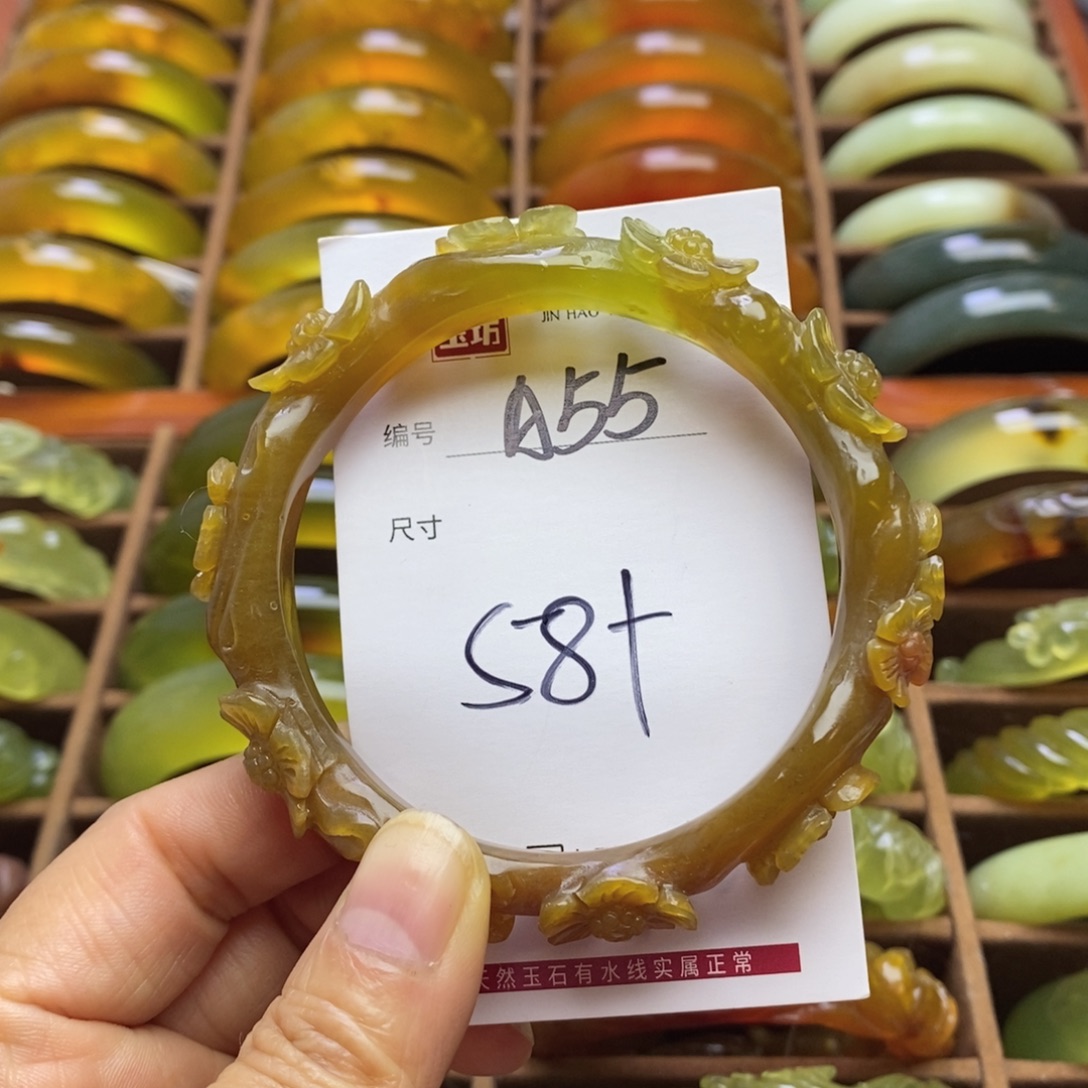 玉坊
JIN HAO
编号 A55
尺寸
58+
天然玉石有水线实属正常